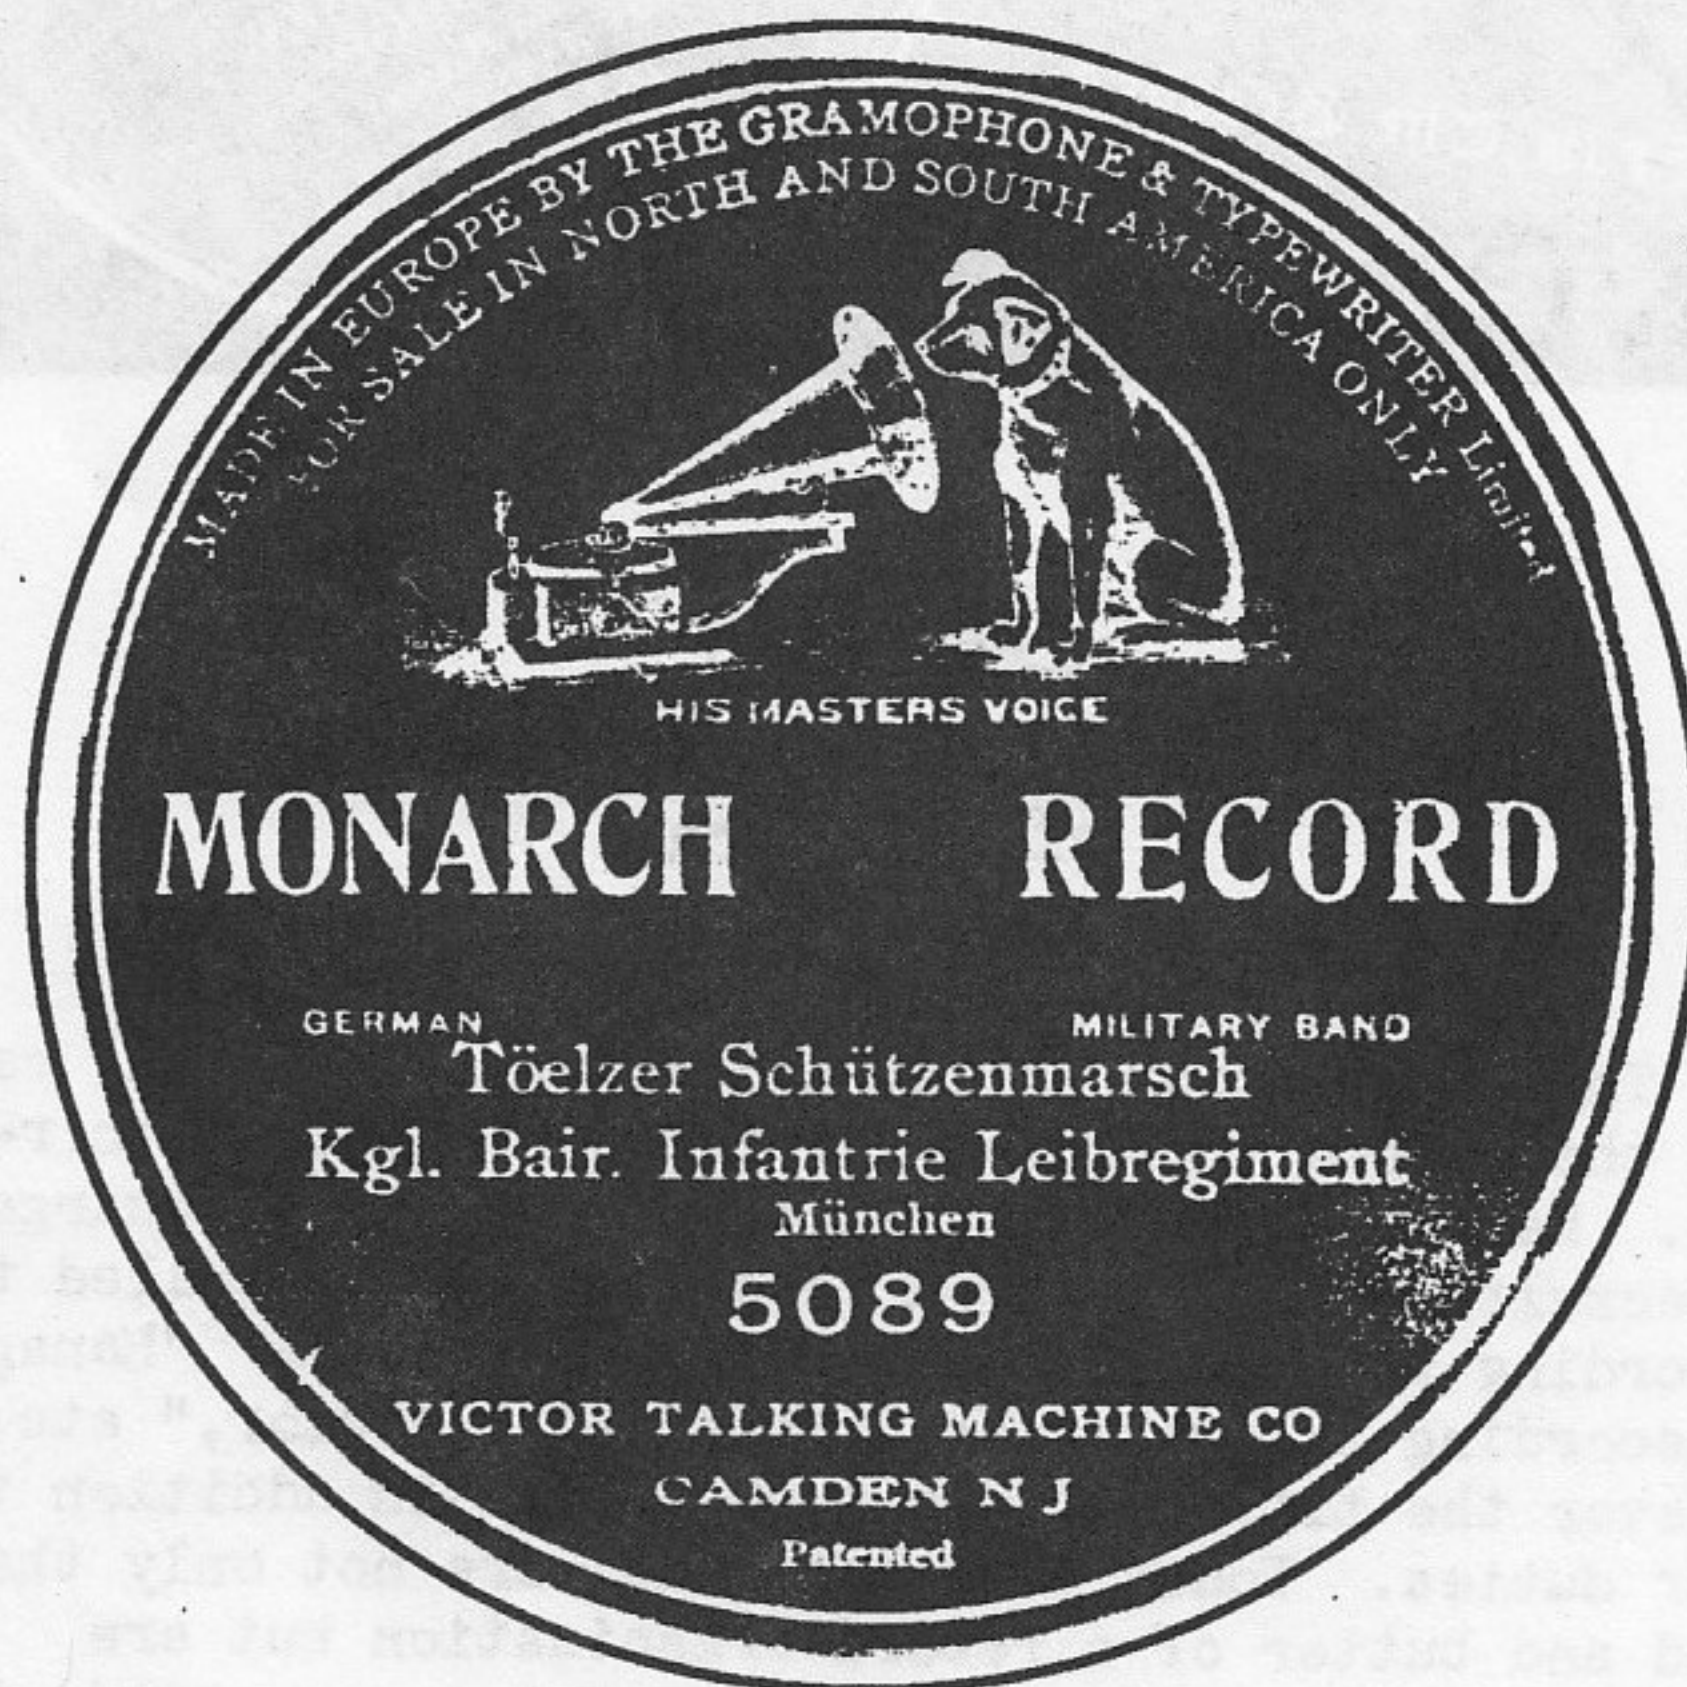 MADE IN EUROPE BY THE GRAMOPHONE & TYPEWRITER Limited
FOR SALE IN NORTH AND SOUTH AMERICA ONLY
HIS MASTERS VOICE
MONARCH RECORD
GERMAN MILITARY BAND
Töelzer Schützenmarsch
Kgl. Bair. Infantrie Leibregiment
München
5089
VICTOR TALKING MACHINE CO
CAMDEN N J
Patented